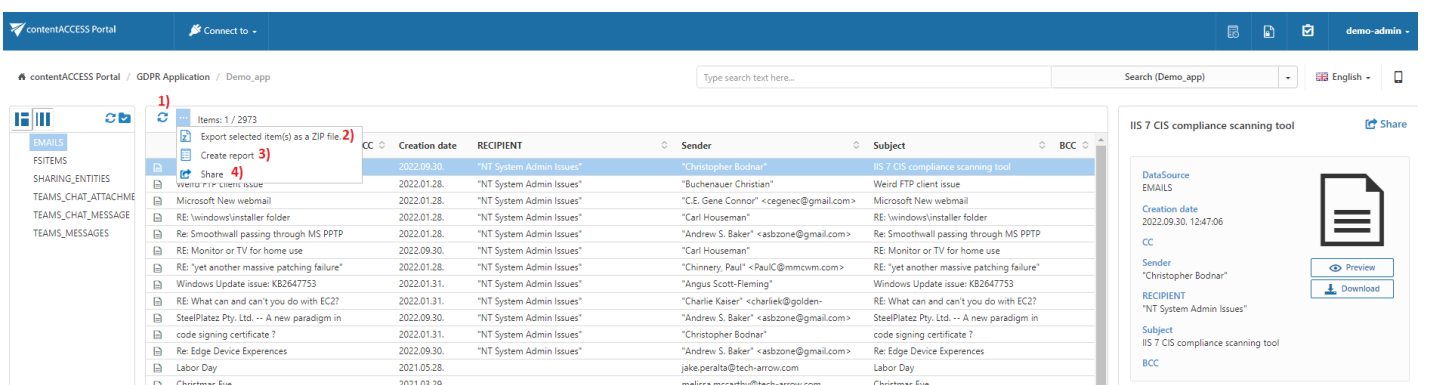 contentACCESS Portal Connect to demo-admin
contentACCESS Portal / GDPR Application / Demo_app Type search text here... Search (Demo_app) English
1)
... Items: 1 / 2973
Export selected item(s) as a ZIP file. 2)
Create report 3)
Share 4)
CC Creation date RECIPIENT Sender Subject BCC
2022.09.30. "NT System Admin Issues" "Christopher Bodnar" IIS 7 CIS compliance scanning tool
Weird FTP client issue 2022.01.28. "NT System Admin Issues" "Buchenauer Christian" Weird FTP client issue
Microsoft New webmail 2022.01.28. "NT System Admin Issues" "C.E. Gene Connor" <cegenec@gmail.com> Microsoft New webmail
RE: \windows\installer folder 2022.01.28. "NT System Admin Issues" "Carl Houseman" RE: \windows\installer folder
Re: Smoothwall passing through MS PPTP 2022.01.28. "NT System Admin Issues" "Andrew S. Baker" <asbzone@gmail.com> Re: Smoothwall passing through MS PPTP
RE: Monitor or TV for home use 2022.09.30. "NT System Admin Issues" "Carl Houseman" RE: Monitor or TV for home use
RE: "yet another massive patching failure" 2022.01.28. "NT System Admin Issues" "Chinnery, Paul" <PaulC@mmcwm.com> RE: "yet another massive patching failure"
Windows Update issue: KB2647753 2022.01.31. "NT System Admin Issues" "Angus Scott-Fleming" Windows Update issue: KB2647753
RE: What can and can't you do with EC2? 2022.01.31. "NT System Admin Issues" "Charlie Kaiser" <charliek@golden- RE: What can and can't you do with EC2?
SteelPlatez Pty. Ltd. -- A new paradigm in 2022.09.30. "NT System Admin Issues" "Andrew S. Baker" <asbzone@gmail.com> SteelPlatez Pty. Ltd. -- A new paradigm in
code signing certificate ? 2022.01.31. "NT System Admin Issues" "Christopher Bodnar" code signing certificate ?
Re: Edge Device Experences 2022.09.30. "NT System Admin Issues" "Andrew S. Baker" <asbzone@gmail.com> Re: Edge Device Experences
Labor Day 2021.05.28. jake.peralta@tech-arrow.com Labor Day
Christmas Eve 2021.03.29. melissa.mccarthy@tech-arrow.com Christmas Eve
EMAILS
FSITEMS
SHARING_ENTITIES
TEAMS_CHAT_ATTACHME
TEAMS_CHAT_MESSAGE
TEAMS_MESSAGES
IIS 7 CIS compliance scanning tool Share
DataSource
EMAILS
Creation date
2022.09.30. 12:47:06
CC
Sender
"Christopher Bodnar"
RECIPIENT
"NT System Admin Issues"
Subject
IIS 7 CIS compliance scanning tool
BCC
Preview
Download